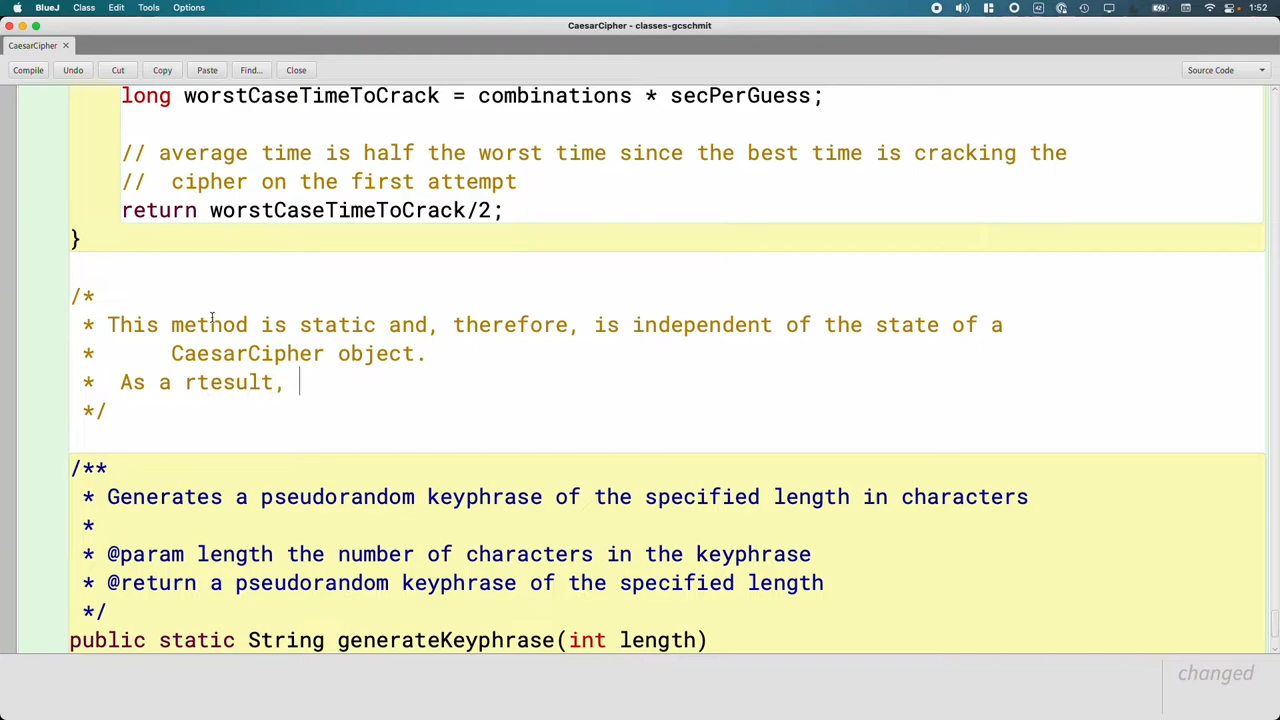 BlueJ Class Edit Tools Options 1:52
CaesarCipher - classes-gcschmit
CaesarCipher ×
Compile Undo Cut Copy Paste Find... Close Source Code
long worstCaseTimeToCrack = combinations * secPerGuess;
// average time is half the worst time since the best time is cracking the
//  cipher on the first attempt
return worstCaseTimeToCrack/2;
}
/*
 * This method is static and, therefore, is independent of the state of a
 *      CaesarCipher object.
 *  As a rtesult,
 */
/**
 * Generates a pseudorandom keyphrase of the specified length in characters
 *
 * @param length the number of characters in the keyphrase
 * @return a pseudorandom keyphrase of the specified length
 */
public static String generateKeyphrase(int length)
changed